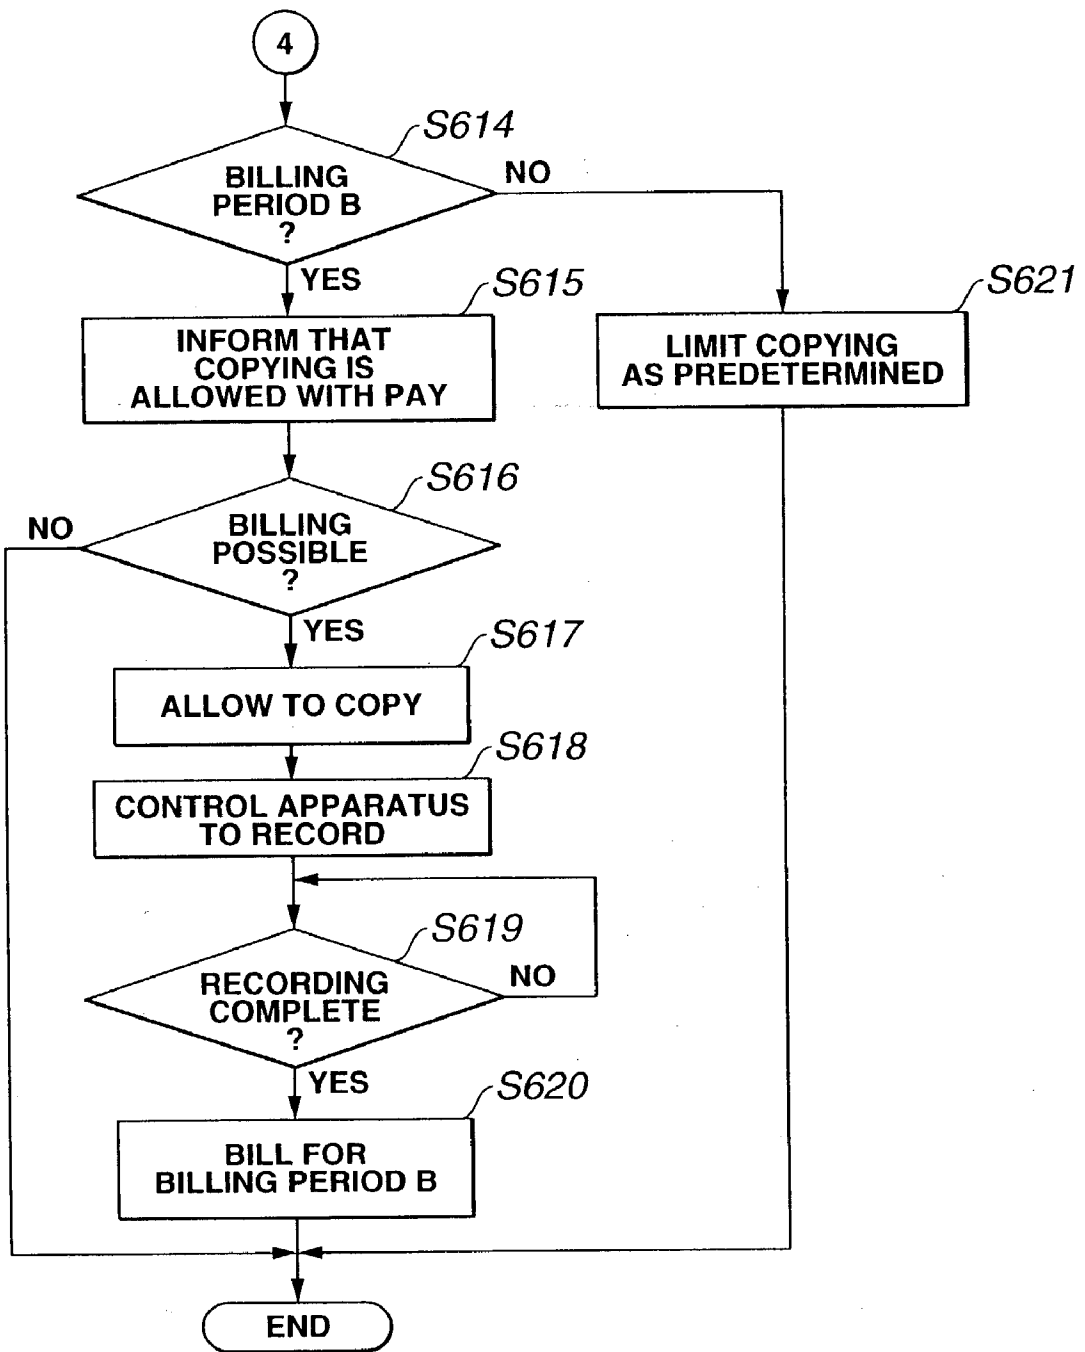 4
S614
BILLING
PERIOD B
?
NO
YES
S615
INFORM THAT
COPYING IS
ALLOWED WITH PAY
S621
LIMIT COPYING
AS PREDETERMINED
S616
BILLING
POSSIBLE
?
NO
YES
S617
ALLOW TO COPY
S618
CONTROL APPARATUS
TO RECORD
S619
RECORDING
COMPLETE
?
NO
YES
S620
BILL FOR
BILLING PERIOD B
END